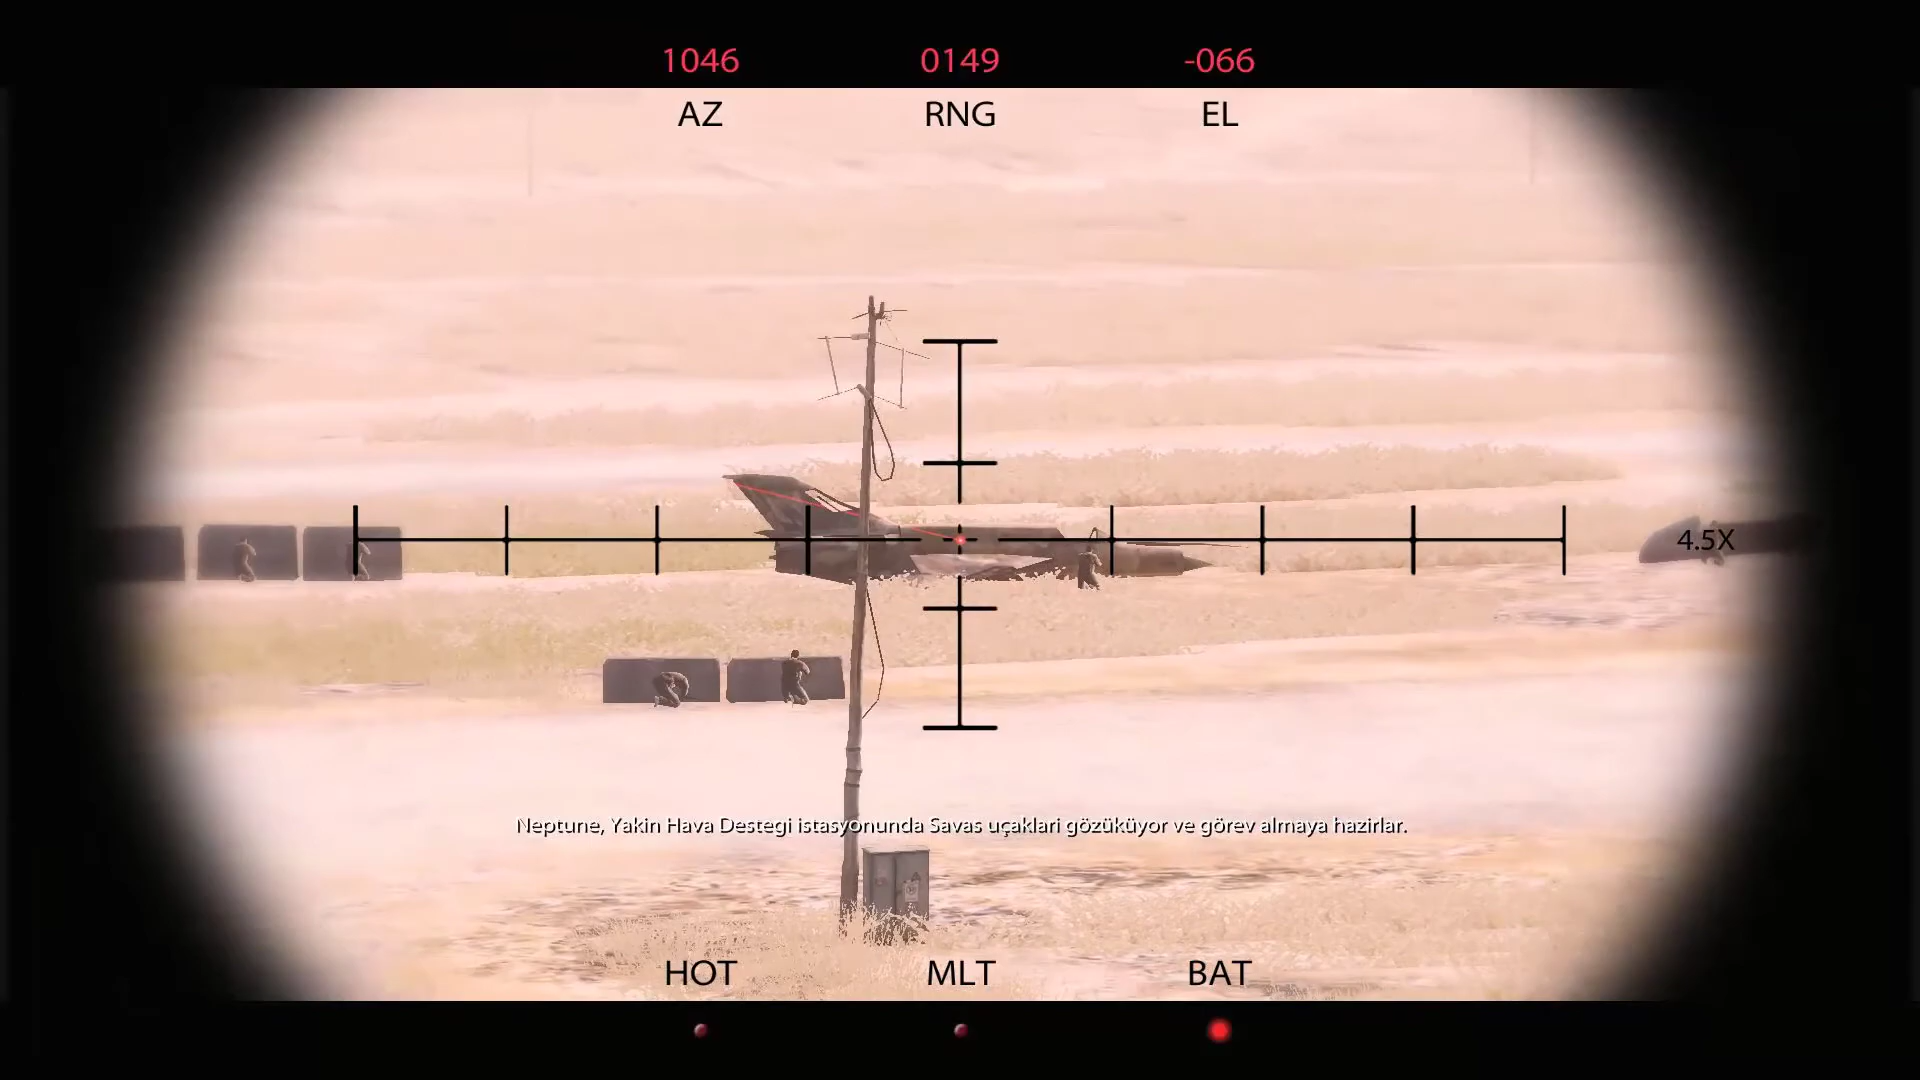 1046 0149 -066
AZ RNG EL
4.5X
Neptune, Yakin Hava Destegi istasyonunda Savas uçaklari gözüküyor ve görev almaya hazirlar.
HOT MLT BAT